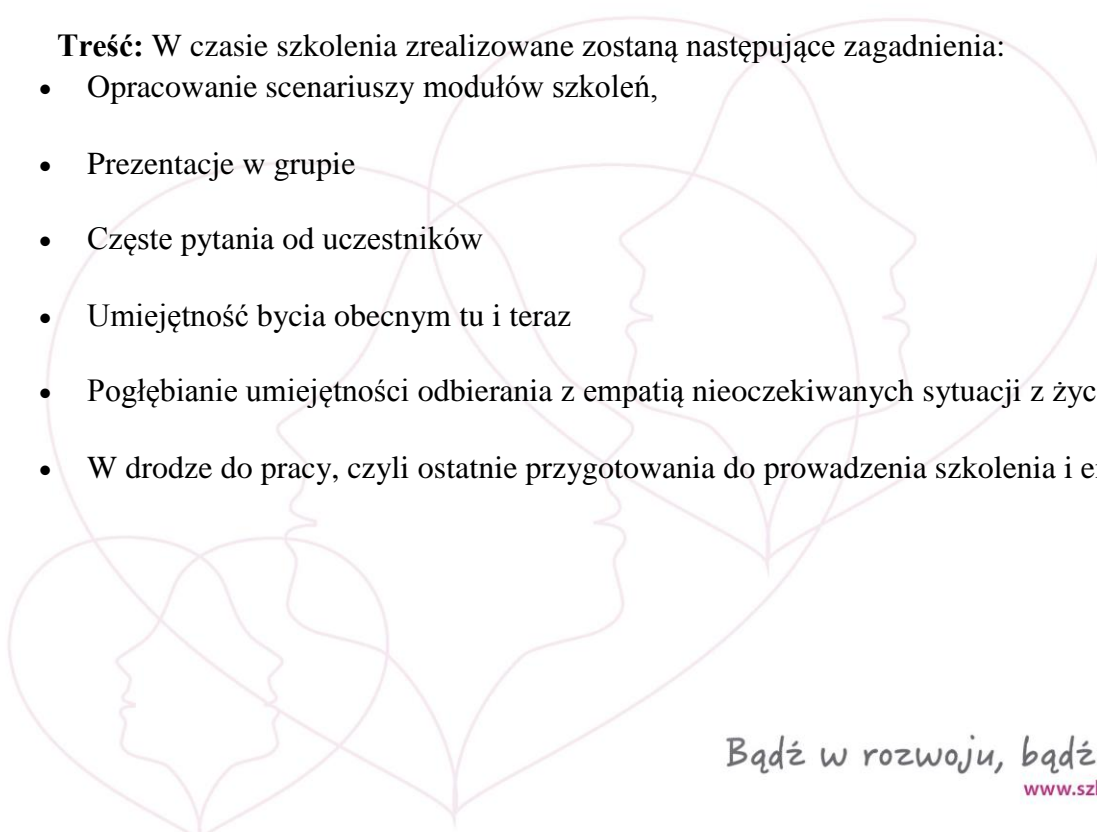 Treść: W czasie szkolenia zrealizowane zostaną następujące zagadnienia:
• Opracowanie scenariuszy modułów szkoleń,
• Prezentacje w grupie
• Częste pytania od uczestników
• Umiejętność bycia obecnym tu i teraz
• Pogłębianie umiejętności odbierania z empatią nieoczekiwanych sytuacji z
• W drodze do pracy, czyli ostatnie przygotowania do prowadzenia szkolenia i
Bądź w rozwoju, bądź